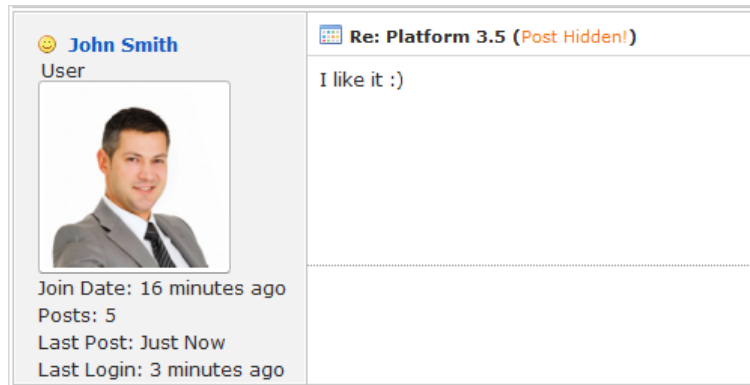 John Smith
User
Join Date: 16 minutes ago
Posts: 5
Last Post: Just Now
Last Login: 3 minutes ago
Re: Platform 3.5 (Post Hidden!)
I like it :)